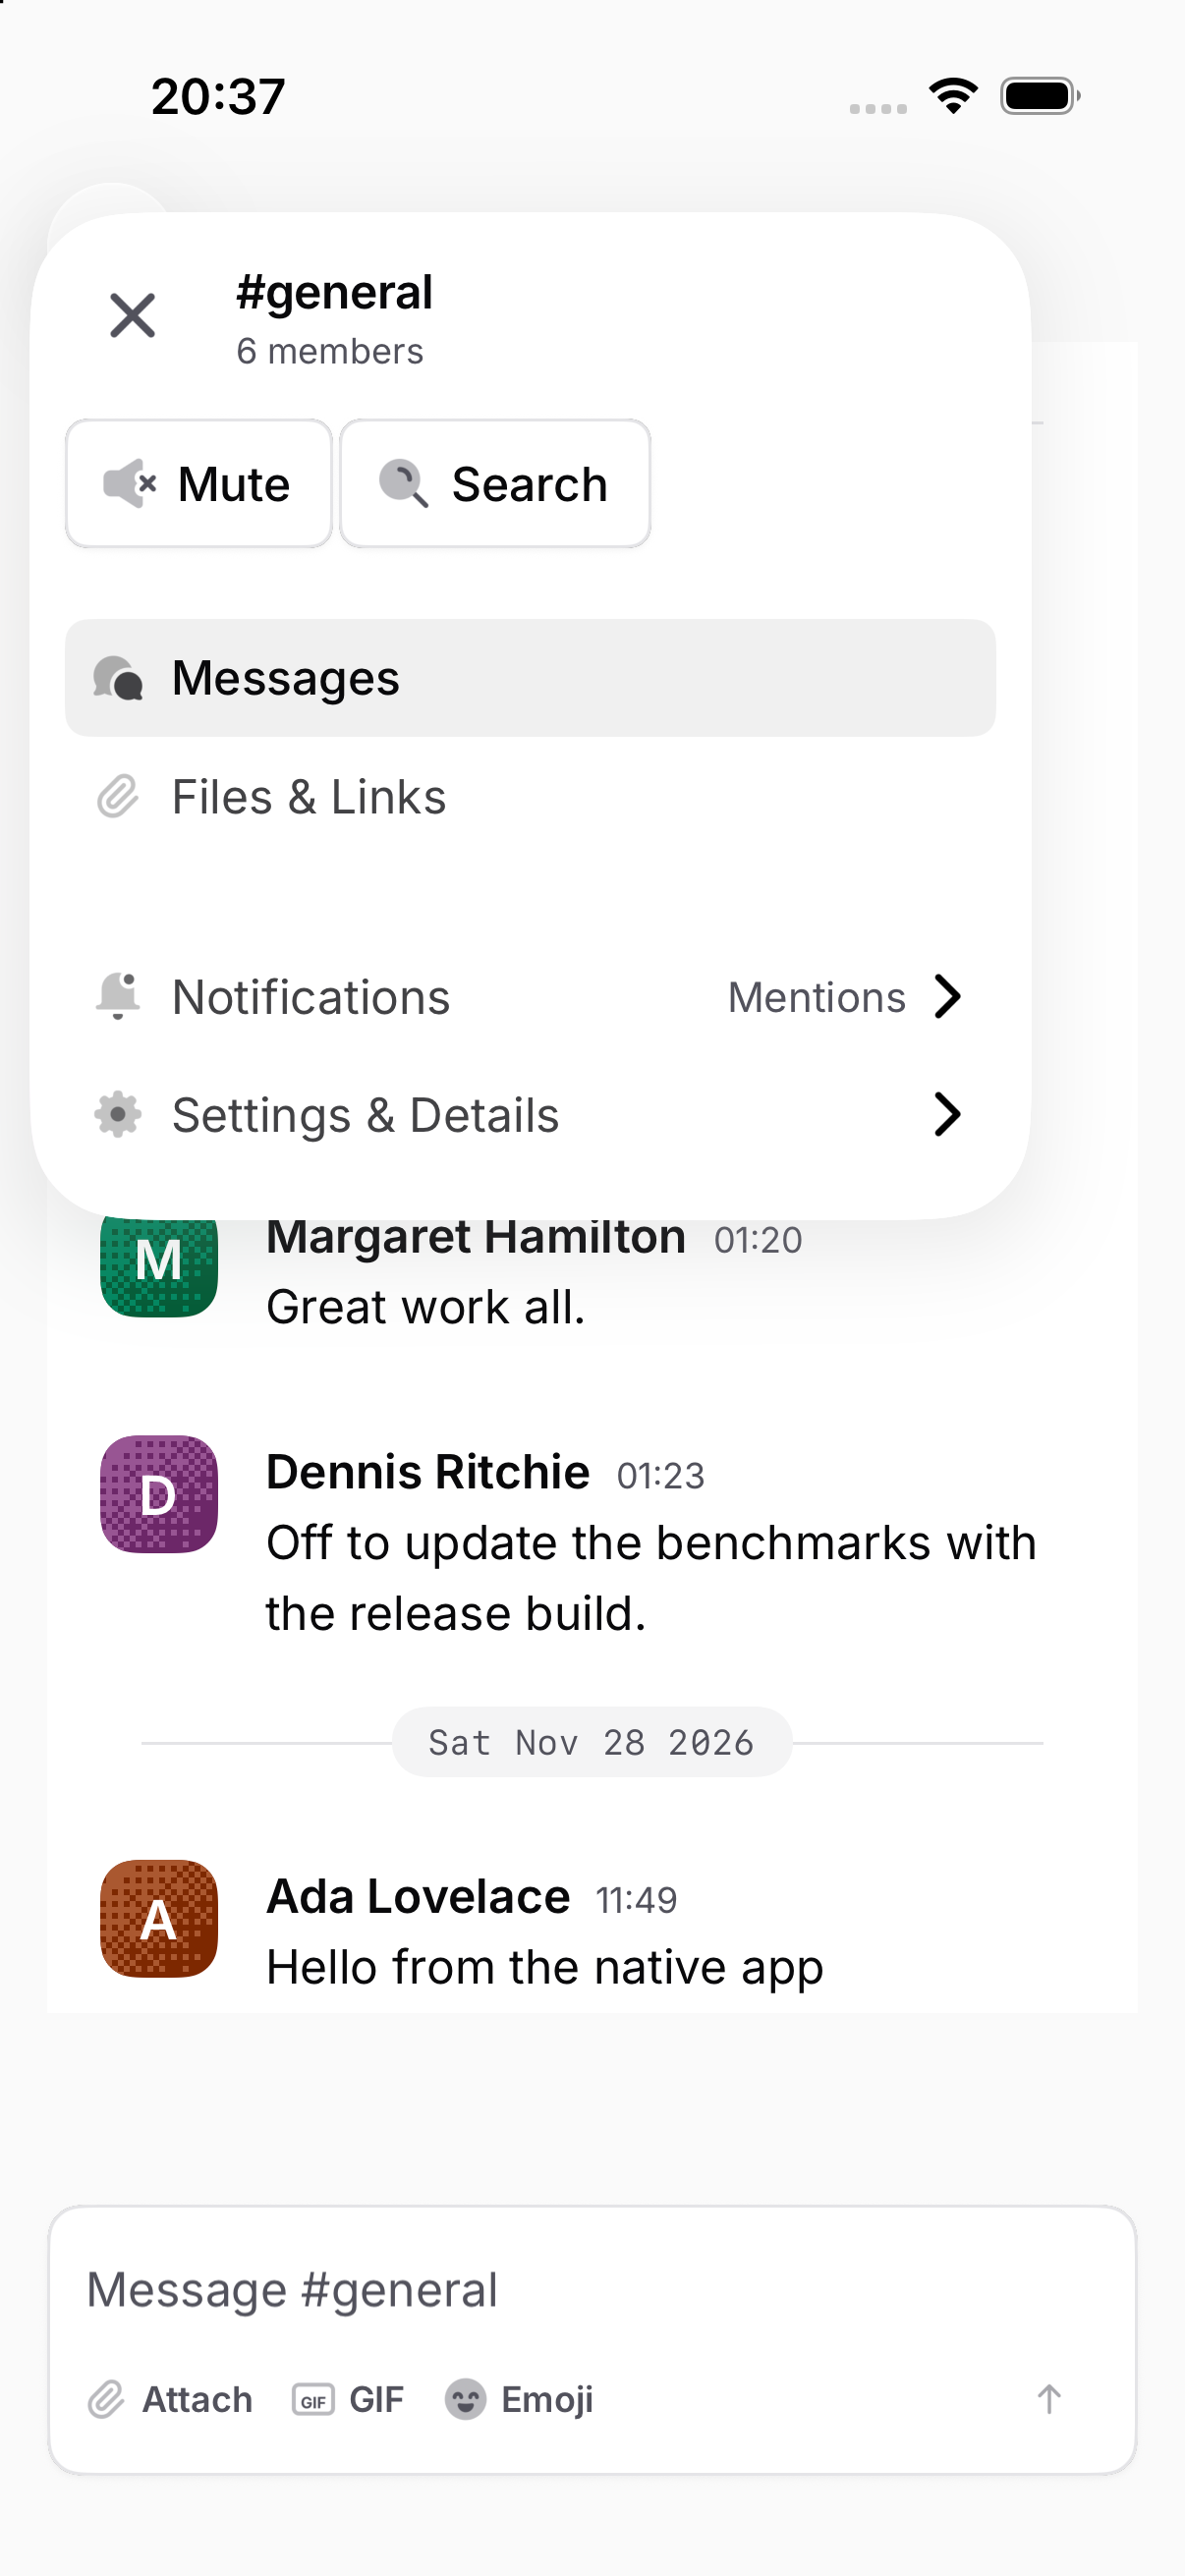 20:37
#general
6 members
Mute
Search
Messages
Files & Links
Notifications Mentions
Settings & Details
M
Margaret Hamilton 01:20
Great work all.
D
Dennis Ritchie 01:23
Off to update the benchmarks with
the release build.
Sat Nov 28 2026
A
Ada Lovelace 11:49
Hello from the native app
Message #general
Attach GIF GIF Emoji